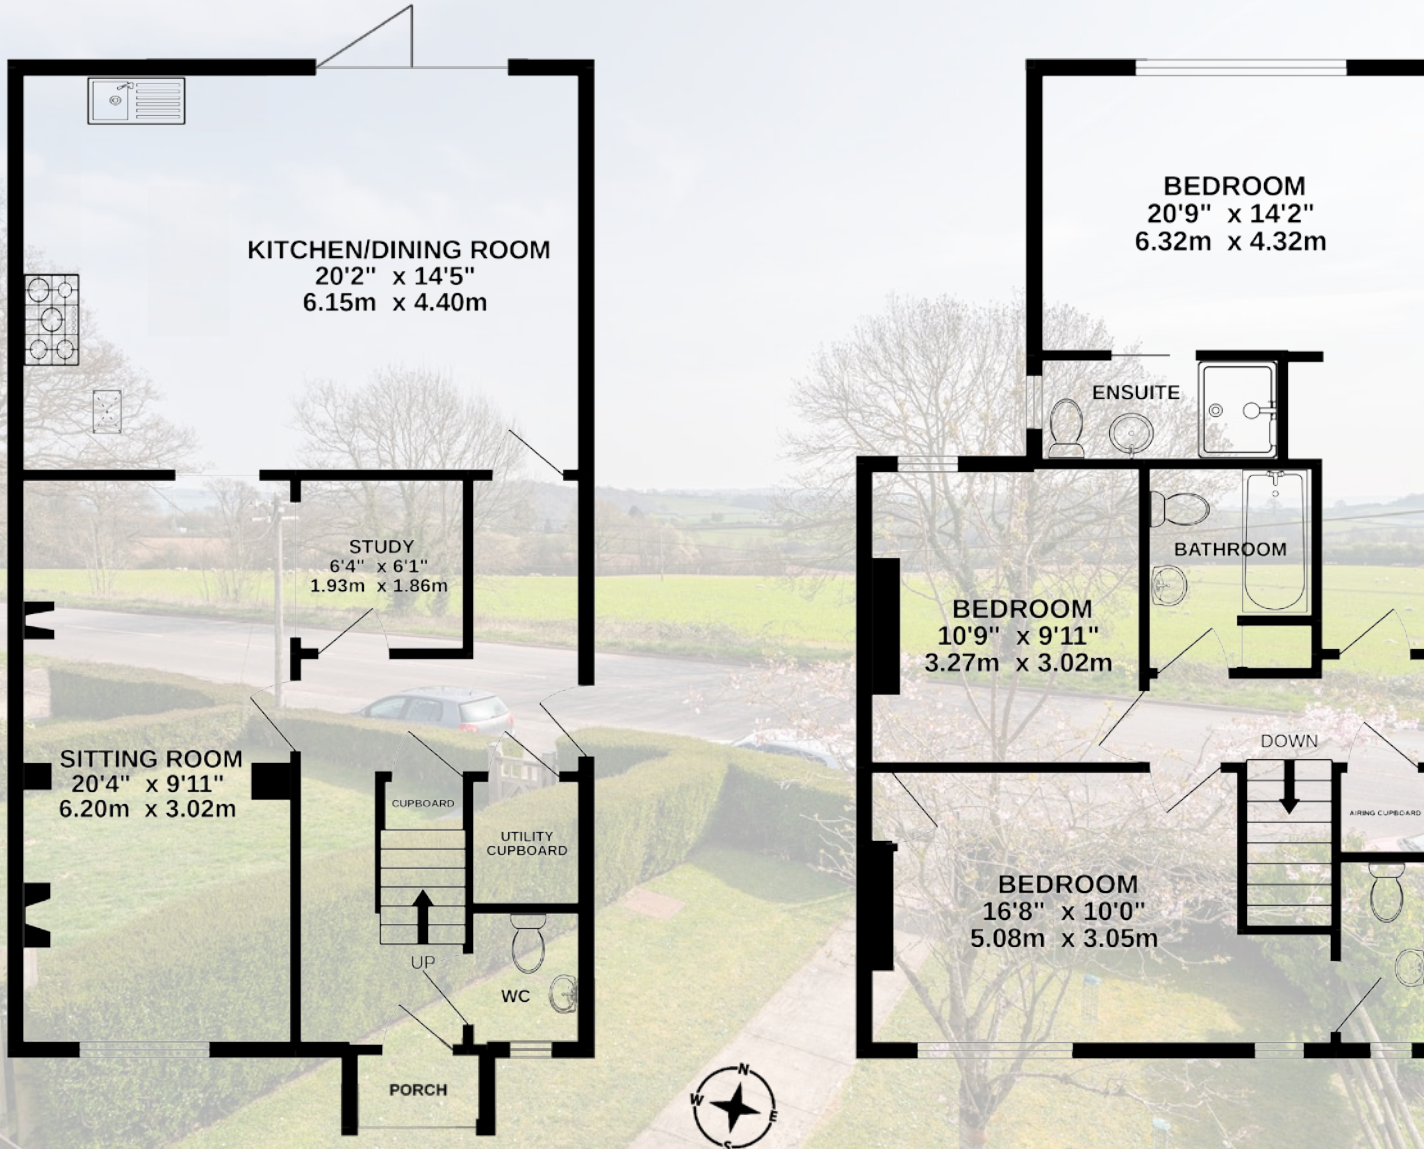 KITCHEN/DINING ROOM
20'2" x 14'5"
6.15m x 4.40m
STUDY
6'4" x 6'1"
1.93m x 1.86m
SITTING ROOM
20'4" x 9'11"
6.20m x 3.02m
CUPBOARD
UTILITY
CUPBOARD
UP
WC
PORCH
N
W
E
S
BEDROOM
20'9" x 14'2"
6.32m x 4.32m
ENSUITE
BATHROOM
BEDROOM
10'9" x 9'11"
3.27m x 3.02m
DOWN
AIRING CUPBOARD
BEDROOM
16'8" x 10'0"
5.08m x 3.05m